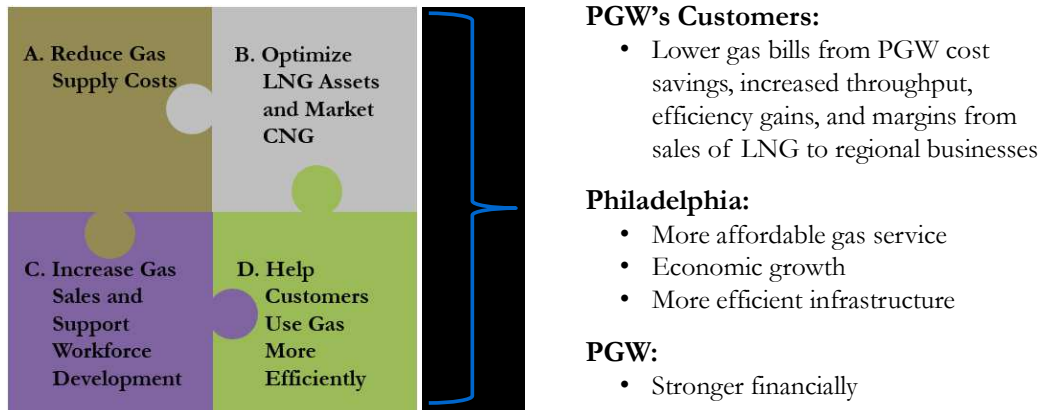 A. Reduce Gas
Supply Costs
B. Optimize
LNG Assets
and Market
CNG
C. Increase Gas
Sales and
Support
Workforce
Development
D. Help
Customers
Use Gas
More
Efficiently
PGW's Customers:
• Lower gas bills from PGW cost
savings, increased throughput,
efficiency gains, and margins from
sales of LNG to regional businesses
Philadelphia:
• More affordable gas service
• Economic growth
• More efficient infrastructure
PGW:
• Stronger financially